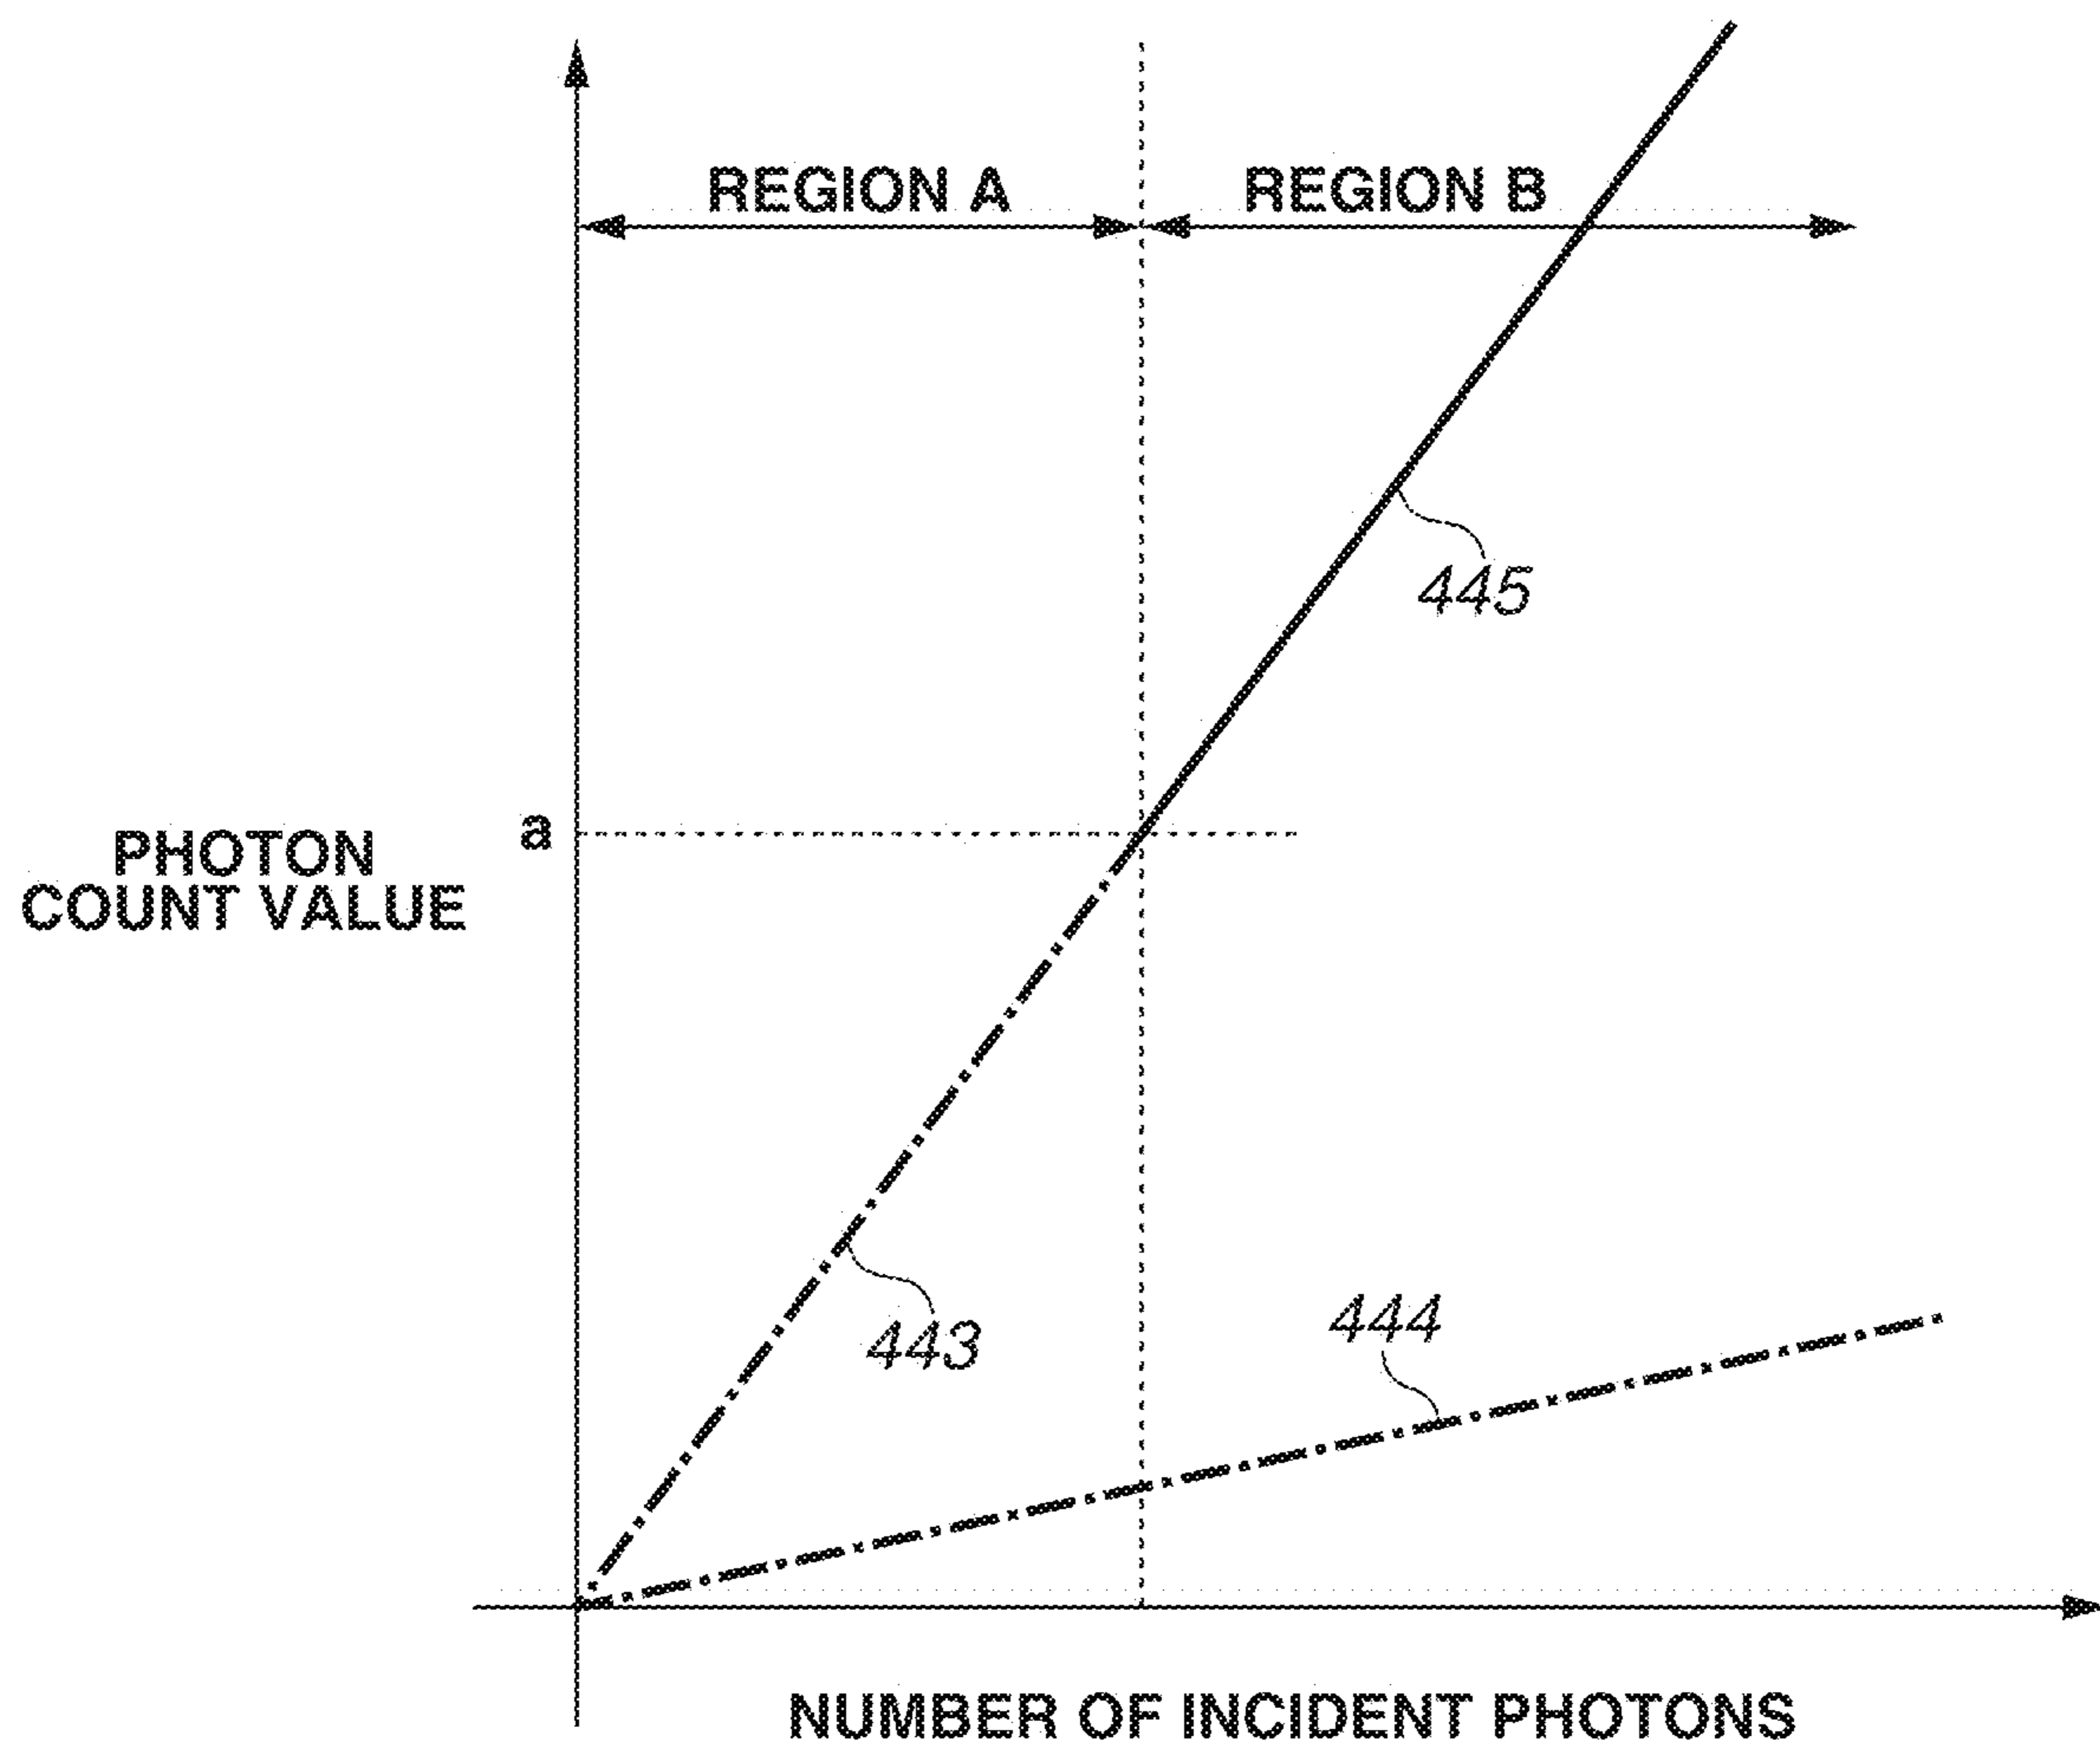 REGION A
REGION B
445
a
PHOTON
COUNT VALUE
443
444
NUMBER OF INCIDENT PHOTONS